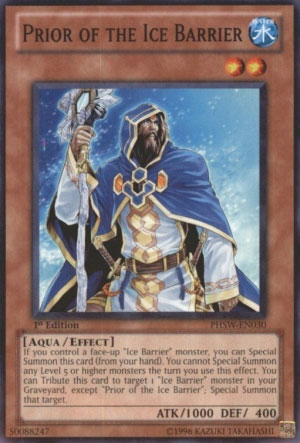 PRIOR OF THE ICE BARRIER
WATER
水
1st Edition
PHSW-EN030
[AQUA / EFFECT]
If you control a face-up "Ice Barrier" monster, you can Special
Summon this card (from your hand). You cannot Special Summon
any Level 5 or higher monsters the turn you use this effect. You
can Tribute this card to target 1 "Ice Barrier" monster in your
Graveyard, except "Prior of the Ice Barrier"; Special Summon
that target.
ATK/1000 DEF/ 400
50088247
©1996 KAZUKI TAKAHASHI